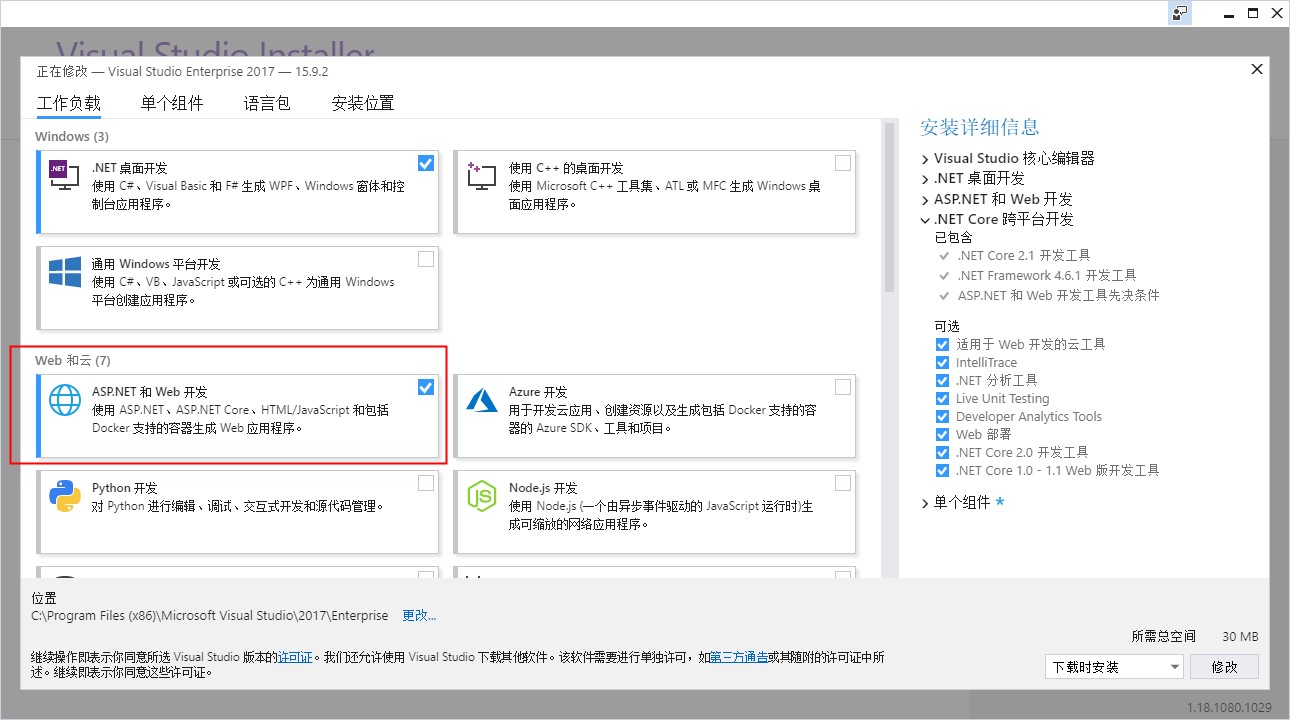 Visual Studio Installer
正在修改 — Visual Studio Enterprise 2017 — 15.9.2
工作负载 单个组件 语言包 安装位置
Windows (3)
.NET
.NET 桌面开发
使用 C#、Visual Basic 和 F# 生成 WPF、Windows 窗体和控
制台应用程序。
使用 C++ 的桌面开发
使用 Microsoft C++ 工具集、ATL 或 MFC 生成 Windows 桌
面应用程序。
通用 Windows 平台开发
使用 C#、VB、JavaScript 或可选的 C++ 为通用 Windows
平台创建应用程序。
Web 和云 (7)
ASP.NET 和 Web 开发
使用 ASP.NET、ASP.NET Core、HTML/JavaScript 和包括
Docker 支持的容器生成 Web 应用程序。
Azure 开发
用于开发云应用、创建资源以及生成包括 Docker 支持的容
器的 Azure SDK、工具和项目。
Python 开发
对 Python 进行编辑、调试、交互式开发和源代码管理。
JS
Node.js 开发
使用 Node.js (一个由异步事件驱动的 JavaScript 运行时)生
成可缩放的网络应用程序。
安装详细信息
Visual Studio 核心编辑器
.NET 桌面开发
ASP.NET 和 Web 开发
.NET Core 跨平台开发
已包含
.NET Core 2.1 开发工具
.NET Framework 4.6.1 开发工具
ASP.NET 和 Web 开发工具先决条件
可选
适用于 Web 开发的云工具
IntelliTrace
.NET 分析工具
Live Unit Testing
Developer Analytics Tools
Web 部署
.NET Core 2.0 开发工具
.NET Core 1.0 - 1.1 Web 版开发工具
单个组件 *
位置
C:\Program Files (x86)\Microsoft Visual Studio\2017\Enterprise 更改...
继续操作即表示你同意所选 Visual Studio 版本的许可证。我们还允许使用 Visual Studio 下载其他软件。该软件需要进行单独许可，如第三方通告或其随附的许可证中所
述。继续即表示你同意这些许可证。
所需总空间 30 MB
下载时安装 修改
1.18.1080.1029